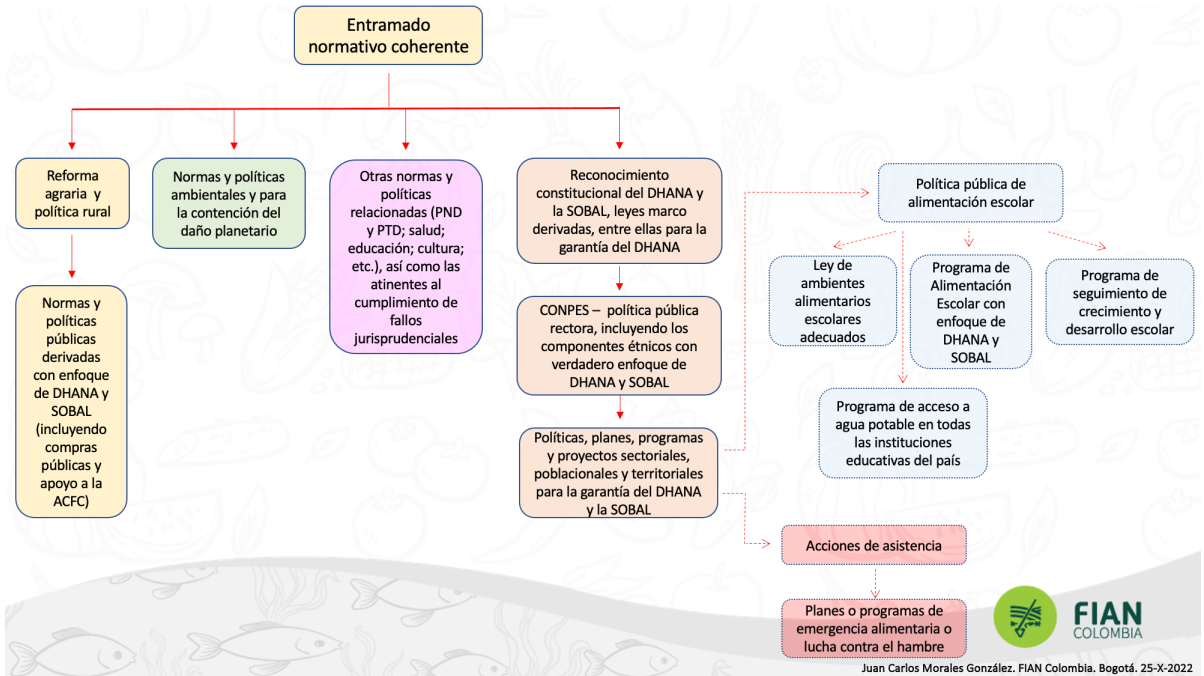 Entramado
normativo coherente
Reforma
agraria y
política rural
Normas y políticas
ambientales y para
la contención del
daño planetario
Otras normas y
políticas
relacionadas (PND
y PTD; salud;
educación; cultura;
etc.), así como las
atinentes al
cumplimiento de
fallos
jurisprudenciales
Reconocimiento
constitucional del DHANA y
la SOBAL, leyes marco
derivadas, entre ellas para la
garantía del DHANA
Política pública de
alimentación escolar
Normas y
políticas
públicas
derivadas
con enfoque
de DHANA y
SOBAL
(incluyendo
compras
públicas y
apoyo a la
ACFC)
CONPES – política pública
rectora, incluyendo los
componentes étnicos con
verdadero enfoque de
DHANA y SOBAL
Ley de
ambientes
alimentarios
escolares
adecuados
Programa de
Alimentación
Escolar con
enfoque de
DHANA y
SOBAL
Programa de
seguimiento de
crecimiento y
desarrollo escolar
Programa de acceso a
agua potable en todas
las instituciones
educativas del país
Políticas, planes, programas
y proyectos sectoriales,
poblacionales y territoriales
para la garantía del DHANA
y la SOBAL
Acciones de asistencia
Planes o programas de
emergencia alimentaria o
lucha contra el hambre
FIAN
COLOMBIA
Juan Carlos Morales González. FIAN Colombia. Bogotá. 25-X-2022